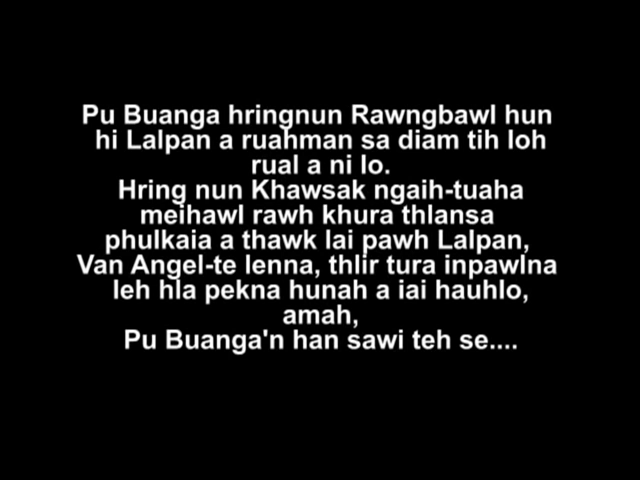 Pu Buanga hringnun Rawngbawl hun
hi Lalpan a ruahman sa diam tih loh
rual a ni lo.
Hring nun Khawsak ngaih-tuaha
meihawl rawh khura thlansa
phulkaia a thawk lai pawh Lalpan,
Van Angel-te lenna, thlir tura inpawlna
leh hla pekna hunah a iai hauhlo,
amah,
Pu Buanga'n han sawi teh se....